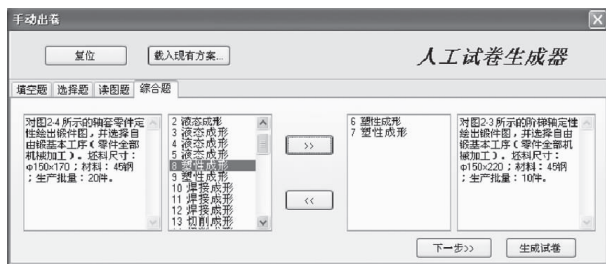 手动出卷
复位
载入现有方案...
人工试卷生成器
填空题 选择题 读图题 综合题
对图2-4所示的轴套零件定
性绘出锻件图，并选择自
由锻基本工序（零件全部
机械加工）。坯料尺寸：
φ150×170；材料：45钢
；生产批量：20件。
2 液态成形
3 液态成形
4 液态成形
5 液态成形
8 塑性成形
9 塑性成形
10 焊接成形
11 焊接成形
12 焊接成形
13 切削成形
>>
<<
6 塑性成形
7 塑性成形
对图2-3所示的阶梯轴定性
绘出锻件图，并选择自由
锻基本工序（零件全部机
械加工）。坯料尺寸：
φ150×220；材料：45钢
；生产批量：10件。
下一步>>
生成试卷